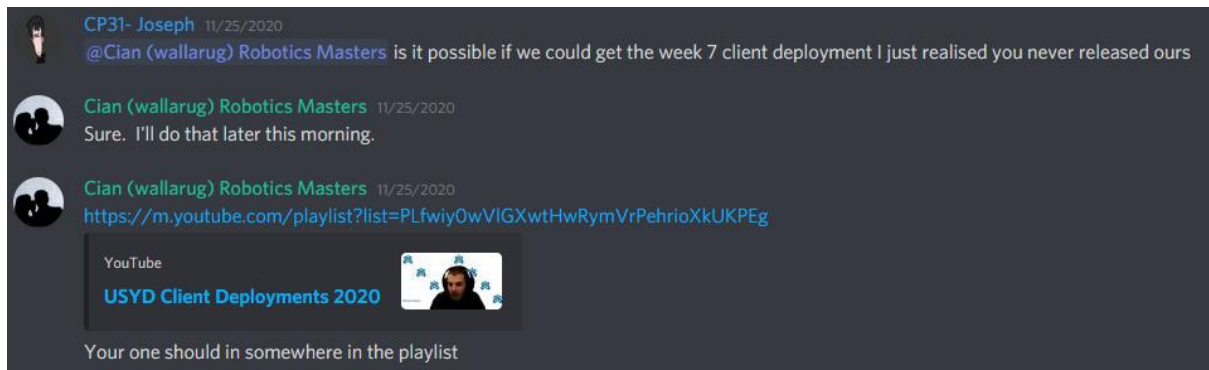 CP31- Joseph 11/25/2020
@Cian (wallarug) Robotics Masters is it possible if we could get the week 7 client deployment I just realised you never released ours
Cian (wallarug) Robotics Masters 11/25/2020
Sure. I'll do that later this morning.
Cian (wallarug) Robotics Masters 11/25/2020
https://m.youtube.com/playlist?list=PLfwiy0wVlGXwtHwRymVrPehrioXkUKPEg
YouTube
USYD Client Deployments 2020
Your one should in somewhere in the playlist